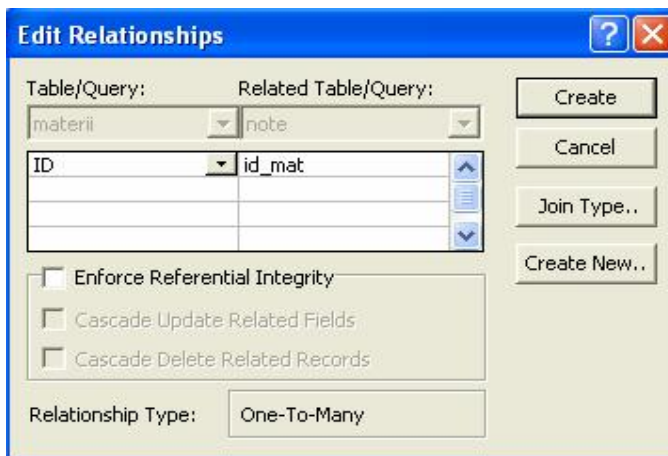 Edit Relationships
Table/Query: Related Table/Query:
materii note
ID id_mat
Enforce Referential Integrity
Cascade Update Related Fields
Cascade Delete Related Records
Relationship Type: One-To-Many
Create
Cancel
Join Type..
Create New..